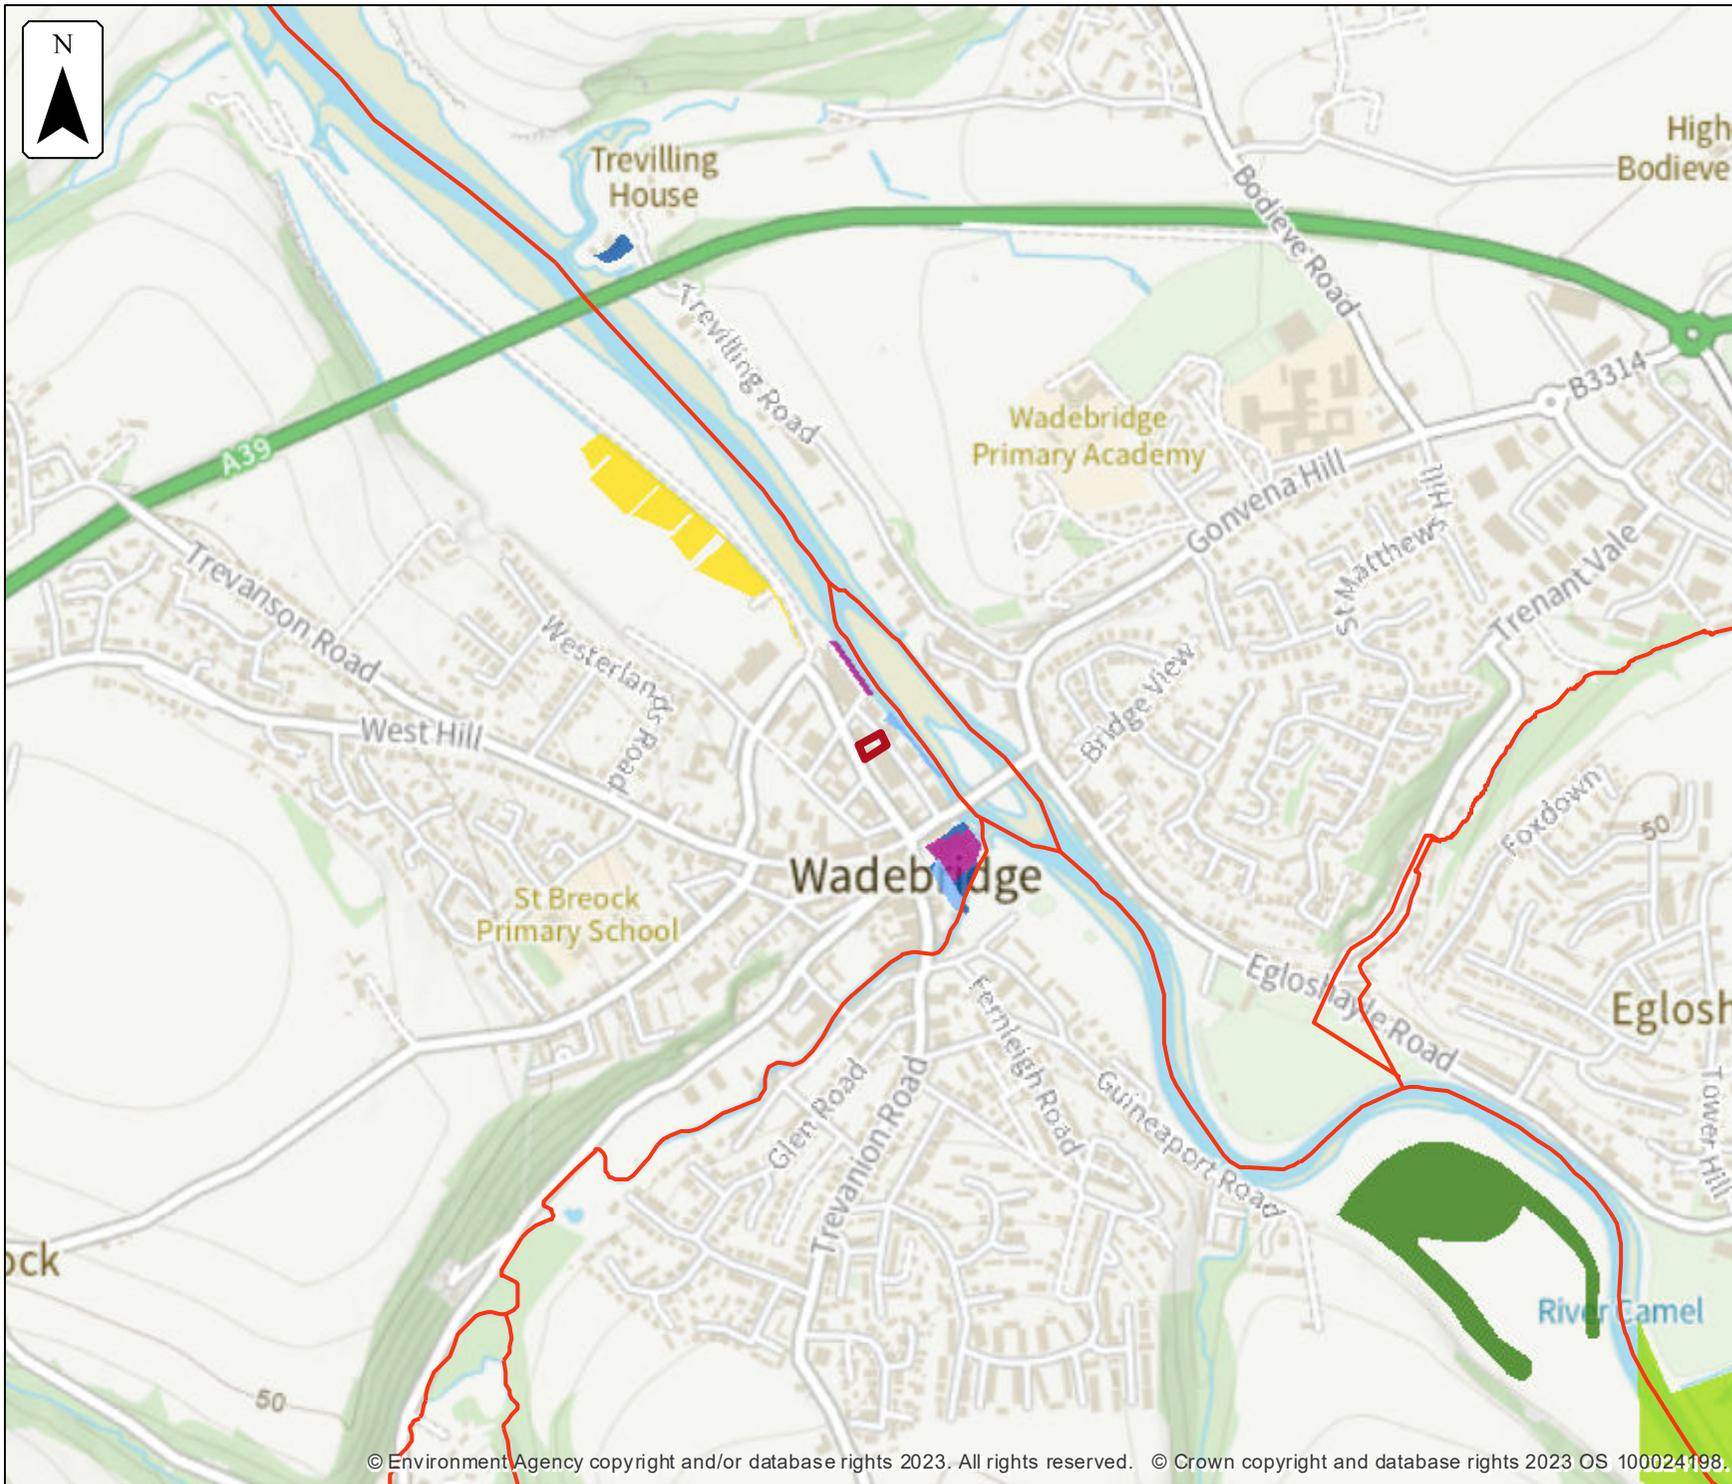 N
Trevilling
House
High
Bodieve
Bodieve Road
Trevilling Road
B3314
A39
Wadebridge
Primary Academy
Gonvena Hill
St Matthews
Hill
Trenant Vale
Trevanson Road
Westerlands
Road
Bridge View
West Hill
Foxdown
50
Wadebridge
St Breock
Primary School
Egloshayle Road
Eglosh
Fernleigh Road
Glen Road
Trevanion Road
Guineaport Road
Tower Hill
ock
River Camel
50
© Environment Agency copyright and/or database rights 2023. All rights reserved. © Crown copyright and database rights 2023 OS 100024198.